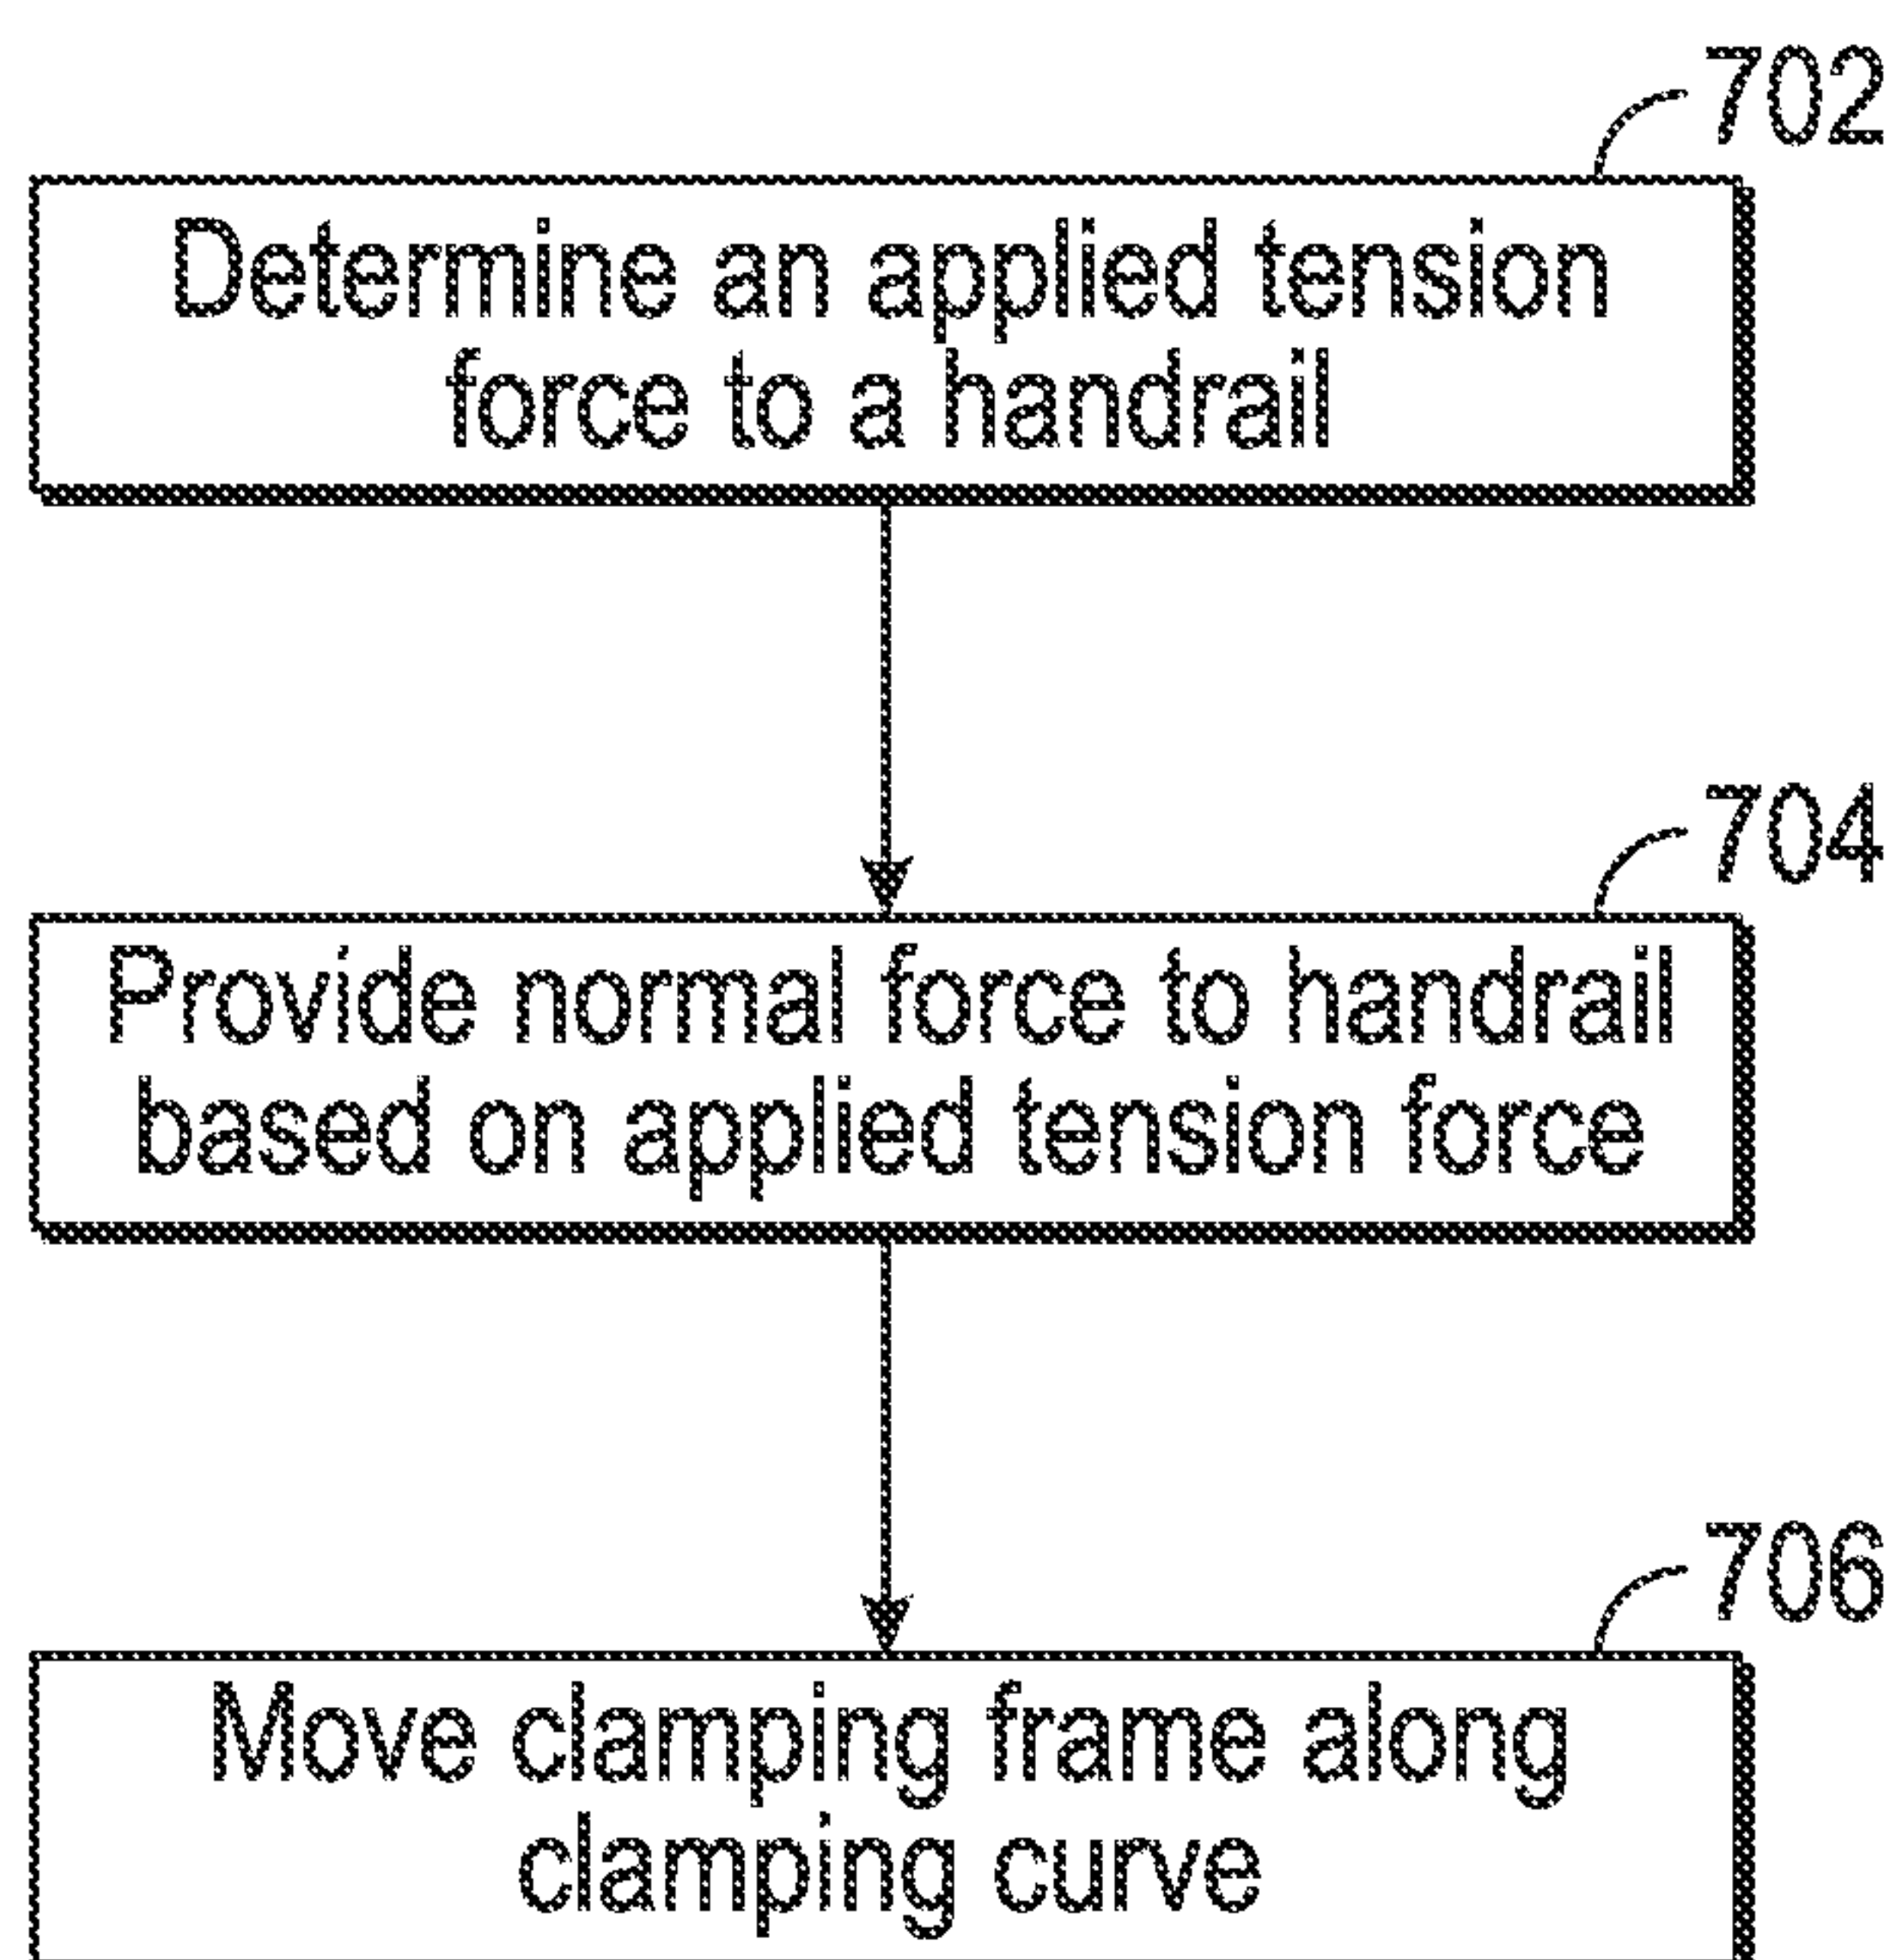 702
Determine an applied tension
force to a handrail
704
Provide normal force to handrail
based on applied tension force
706
Move clamping frame along
clamping curve